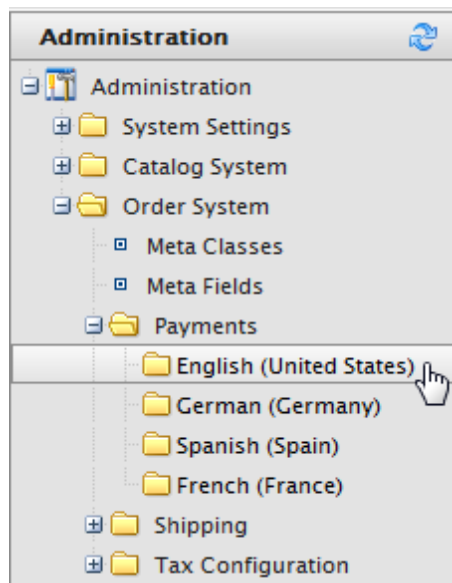 Administration
Administration
System Settings
Catalog System
Order System
Meta Classes
Meta Fields
Payments
English (United States)
German (Germany)
Spanish (Spain)
French (France)
Shipping
Tax Configuration